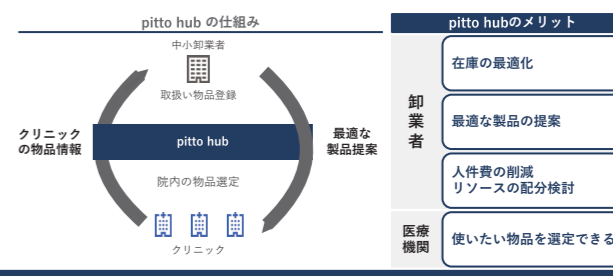 pitto hub の仕組み
中小卸業者
取扱い物品登録
クリニック
の物品情報
pitto hub
最適な
製品提案
院内の物品選定
クリニック
pitto hubのメリット
卸業者
在庫の最適化
最適な製品の提案
人件費の削減
リソースの配分検討
医療
機関
使いたい物品を選定できる